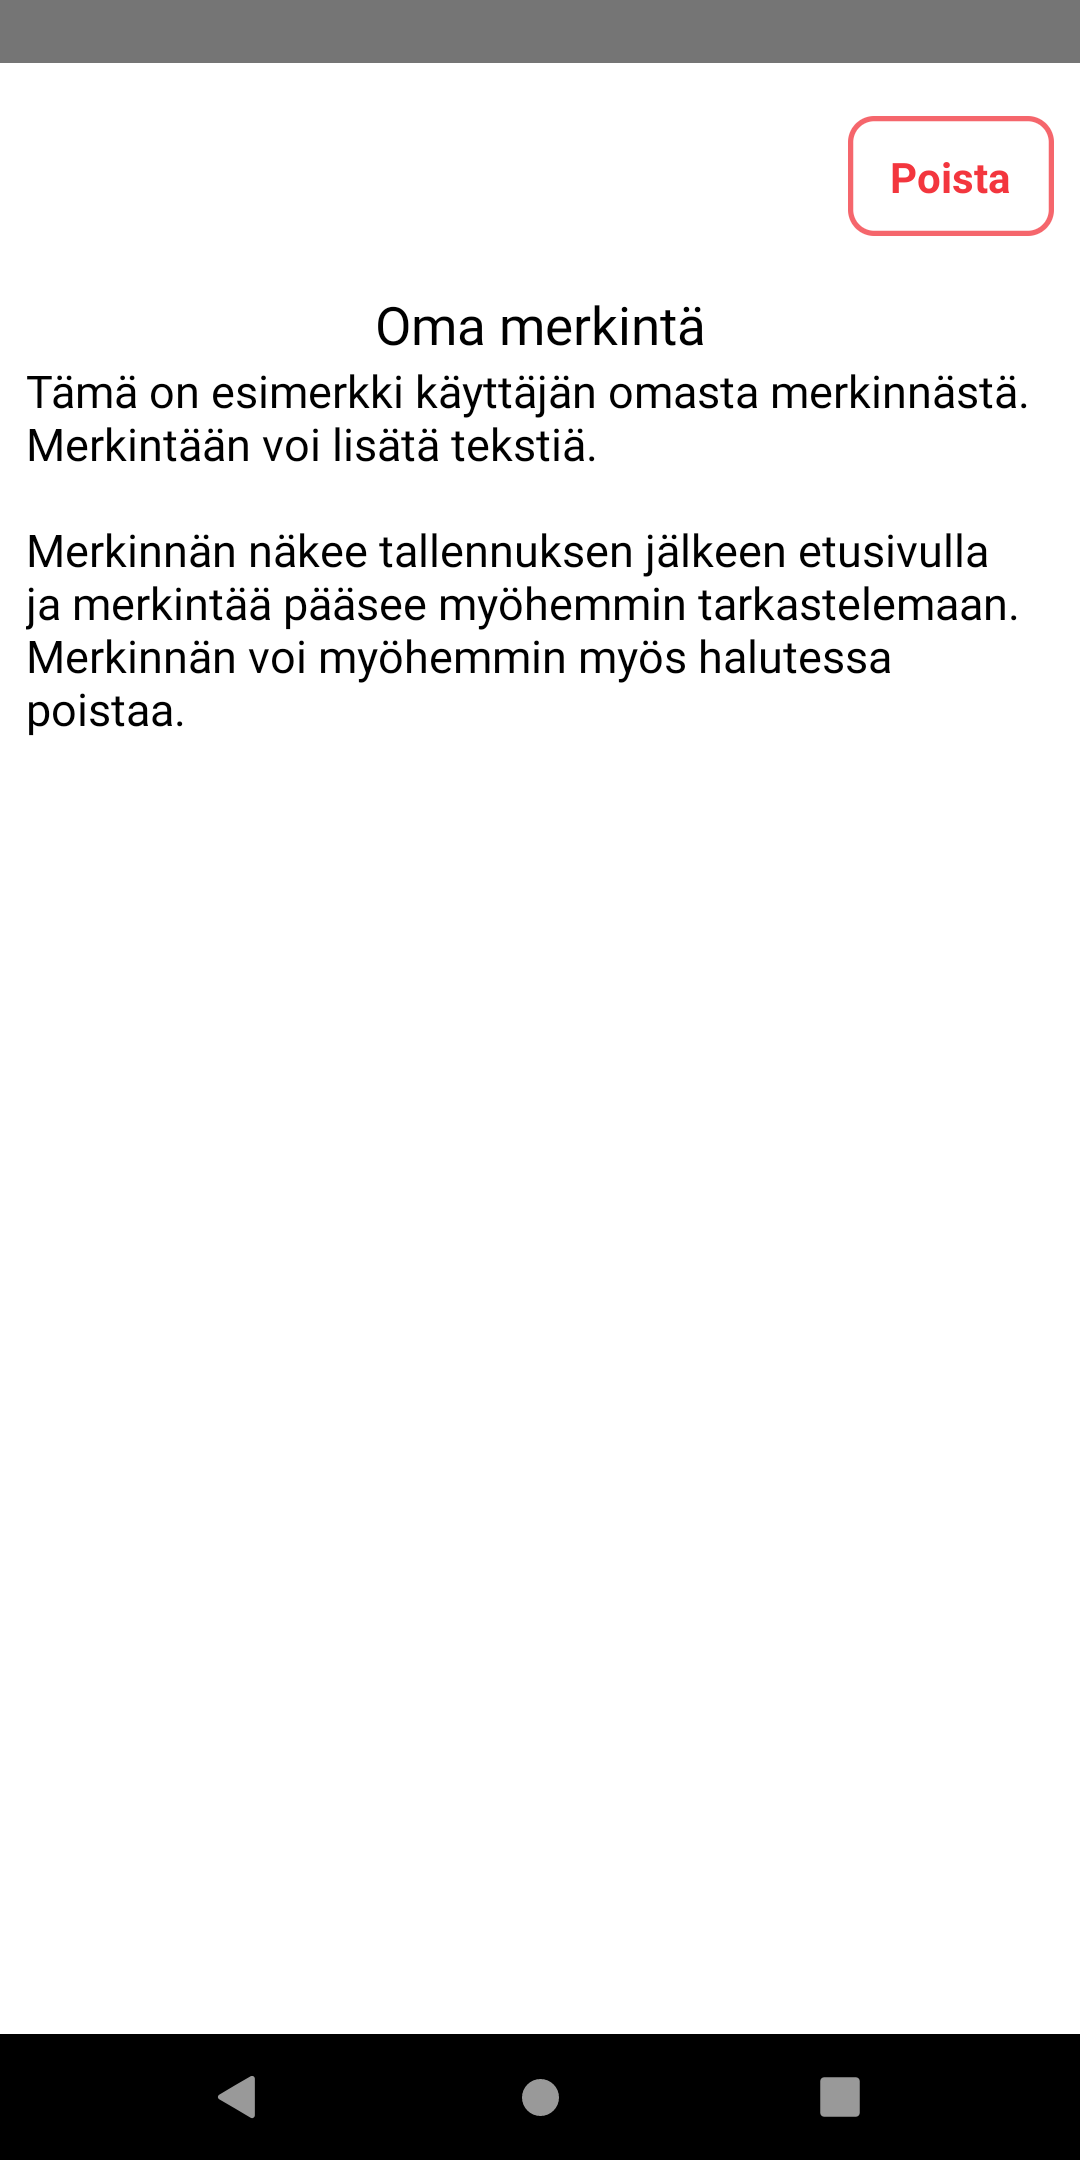 Poista
Oma merkintä
Tämä on esimerkki käyttäjän omasta merkinnästä.
Merkintään voi lisätä tekstiä.
Merkinnän näkee tallennuksen jälkeen etusivulla
ja merkintää pääsee myöhemmin tarkastelemaan.
Merkinnän voi myöhemmin myös halutessa
poistaa.